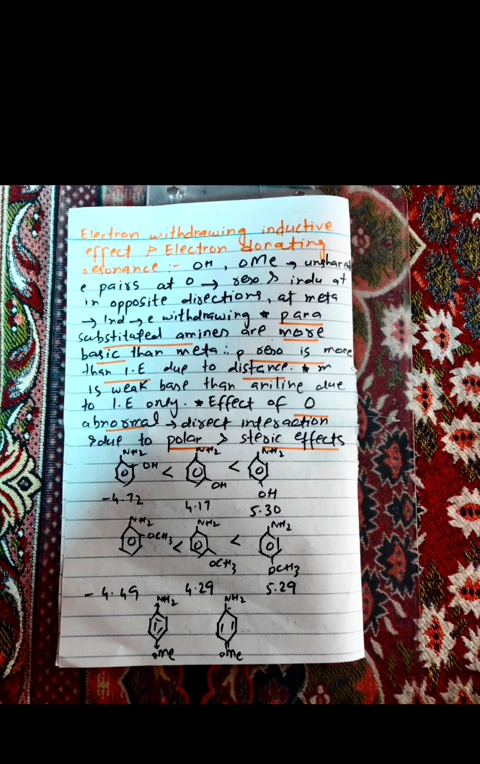 Electron withdrawing inductive
effect > Electron donating
resonance :- OH, OMe → unshared
e pairs at O → reso & indu at
in opposite directions, at meta
→ Ind → e withdrawing * para
substituted amines are more
basic than meta ∵ p reso is more
than I.E due to distance. * m
is weak base than aniline due
to I.E only. * Effect of O
abnormal → direct interaction
& due to polar & steric effects
NH2 NH2 NH2
OH < < 
OH OH
-4.72 4.17 5.30
NH2 NH2 NH2
OCH3 < <
OCH3 OCH3
- 4.49 4.29 5.29
NH2 NH2
OMe OMe